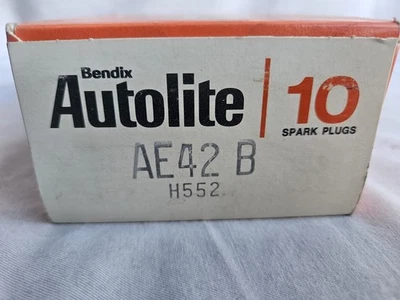 Bendix
Autolite
10
SPARK PLUGS
AE42 B
H552